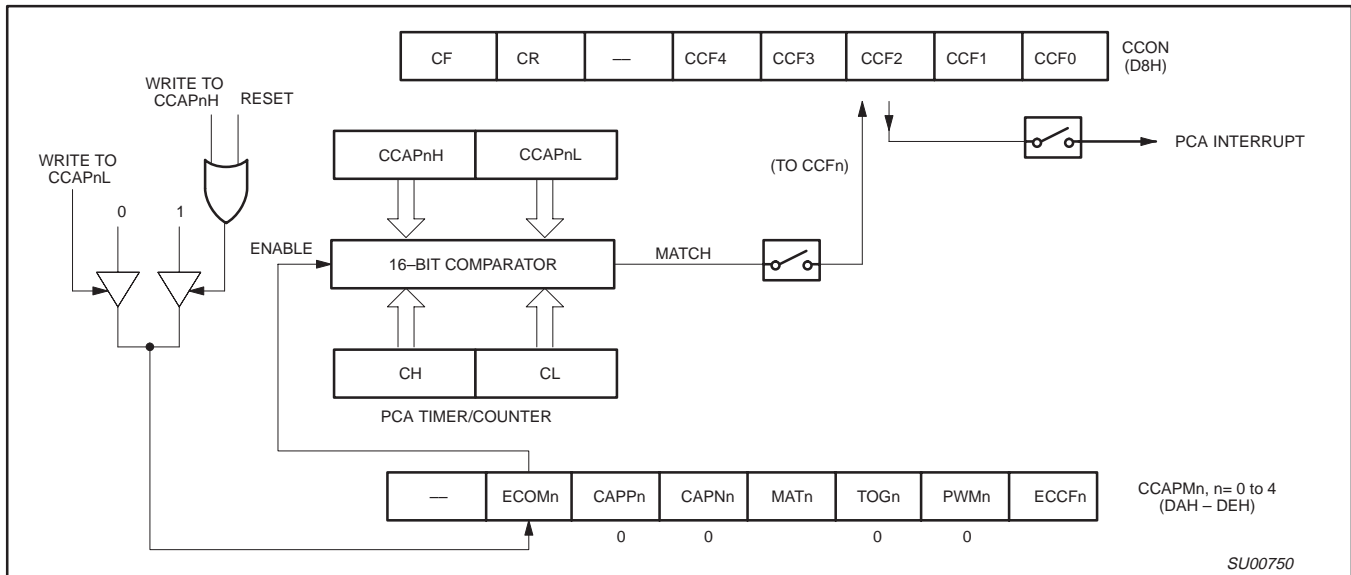 CF CR — CCF4 CCF3 CCF2 CCF1 CCF0
CCON
(D8H)
WRITE TO
CCAPnH
RESET
WRITE TO
CCAPnL
0 1
CCAPnH CCAPnL
(TO CCFn)
PCA INTERRUPT
ENABLE
16–BIT COMPARATOR
MATCH
CH CL
PCA TIMER/COUNTER
— ECOMn CAPPn CAPNn MATn TOGn PWMn ECCFn
CCAPMn, n= 0 to 4
(DAH – DEH)
0 0 0 0
SU00750